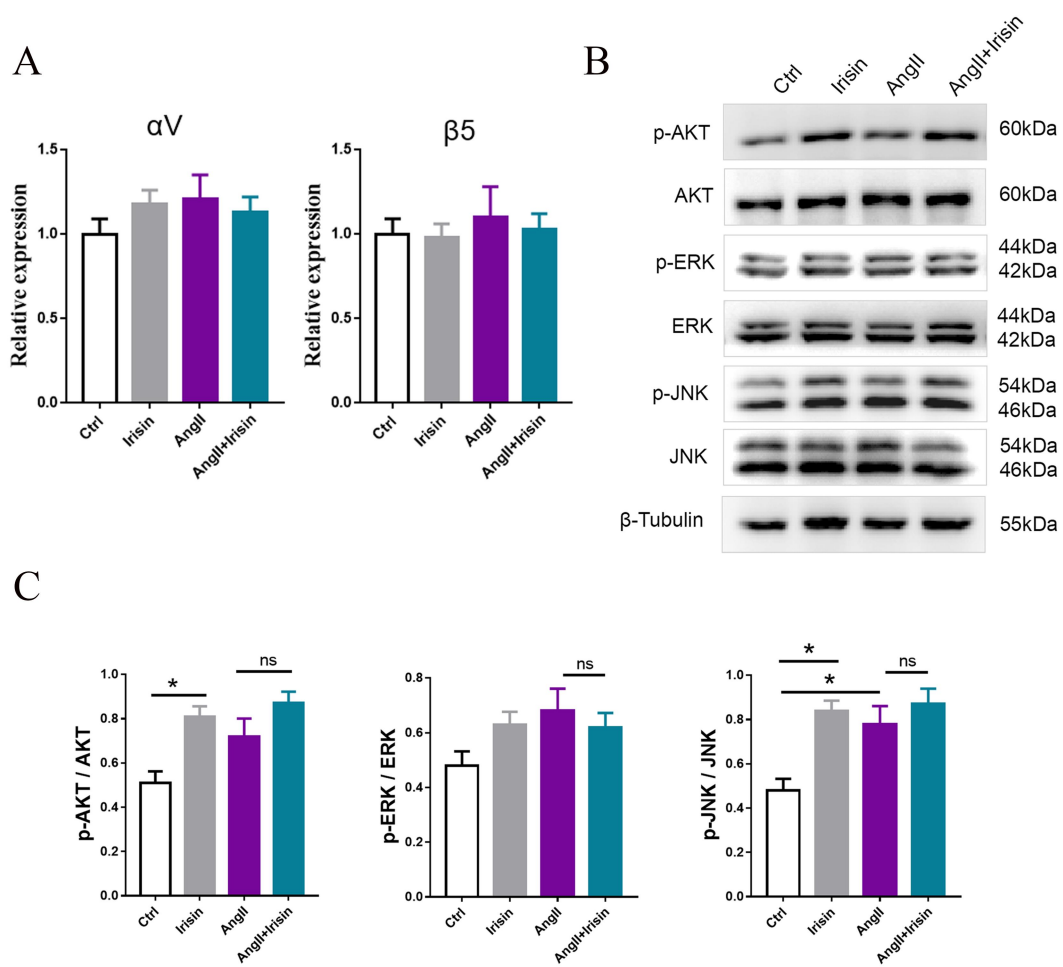 A
αV
Relative expression
1.5
1.0
0.5
0.0
Ctrl
Irisin
AngII
AngII+Irisin
β5
Relative expression
1.5
1.0
0.5
0.0
Ctrl
Irisin
AngII
AngII+Irisin
B
Ctrl
Irisin
AngII
AngII+Irisin
p-AKT
60kDa
AKT
60kDa
p-ERK
44kDa
42kDa
ERK
44kDa
42kDa
p-JNK
54kDa
46kDa
JNK
54kDa
46kDa
β-Tubulin
55kDa
C
p-AKT / AKT
1.0
0.8
0.6
0.4
0.2
0.0
*
ns
Ctrl
Irisin
AngII
AngII+Irisin
p-ERK / ERK
0.8
0.6
0.4
0.2
0.0
ns
Ctrl
Irisin
AngII
AngII+Irisin
p-JNK / JNK
1.0
0.8
0.6
0.4
0.2
0.0
*
*
ns
Ctrl
Irisin
AngII
AngII+Irisin